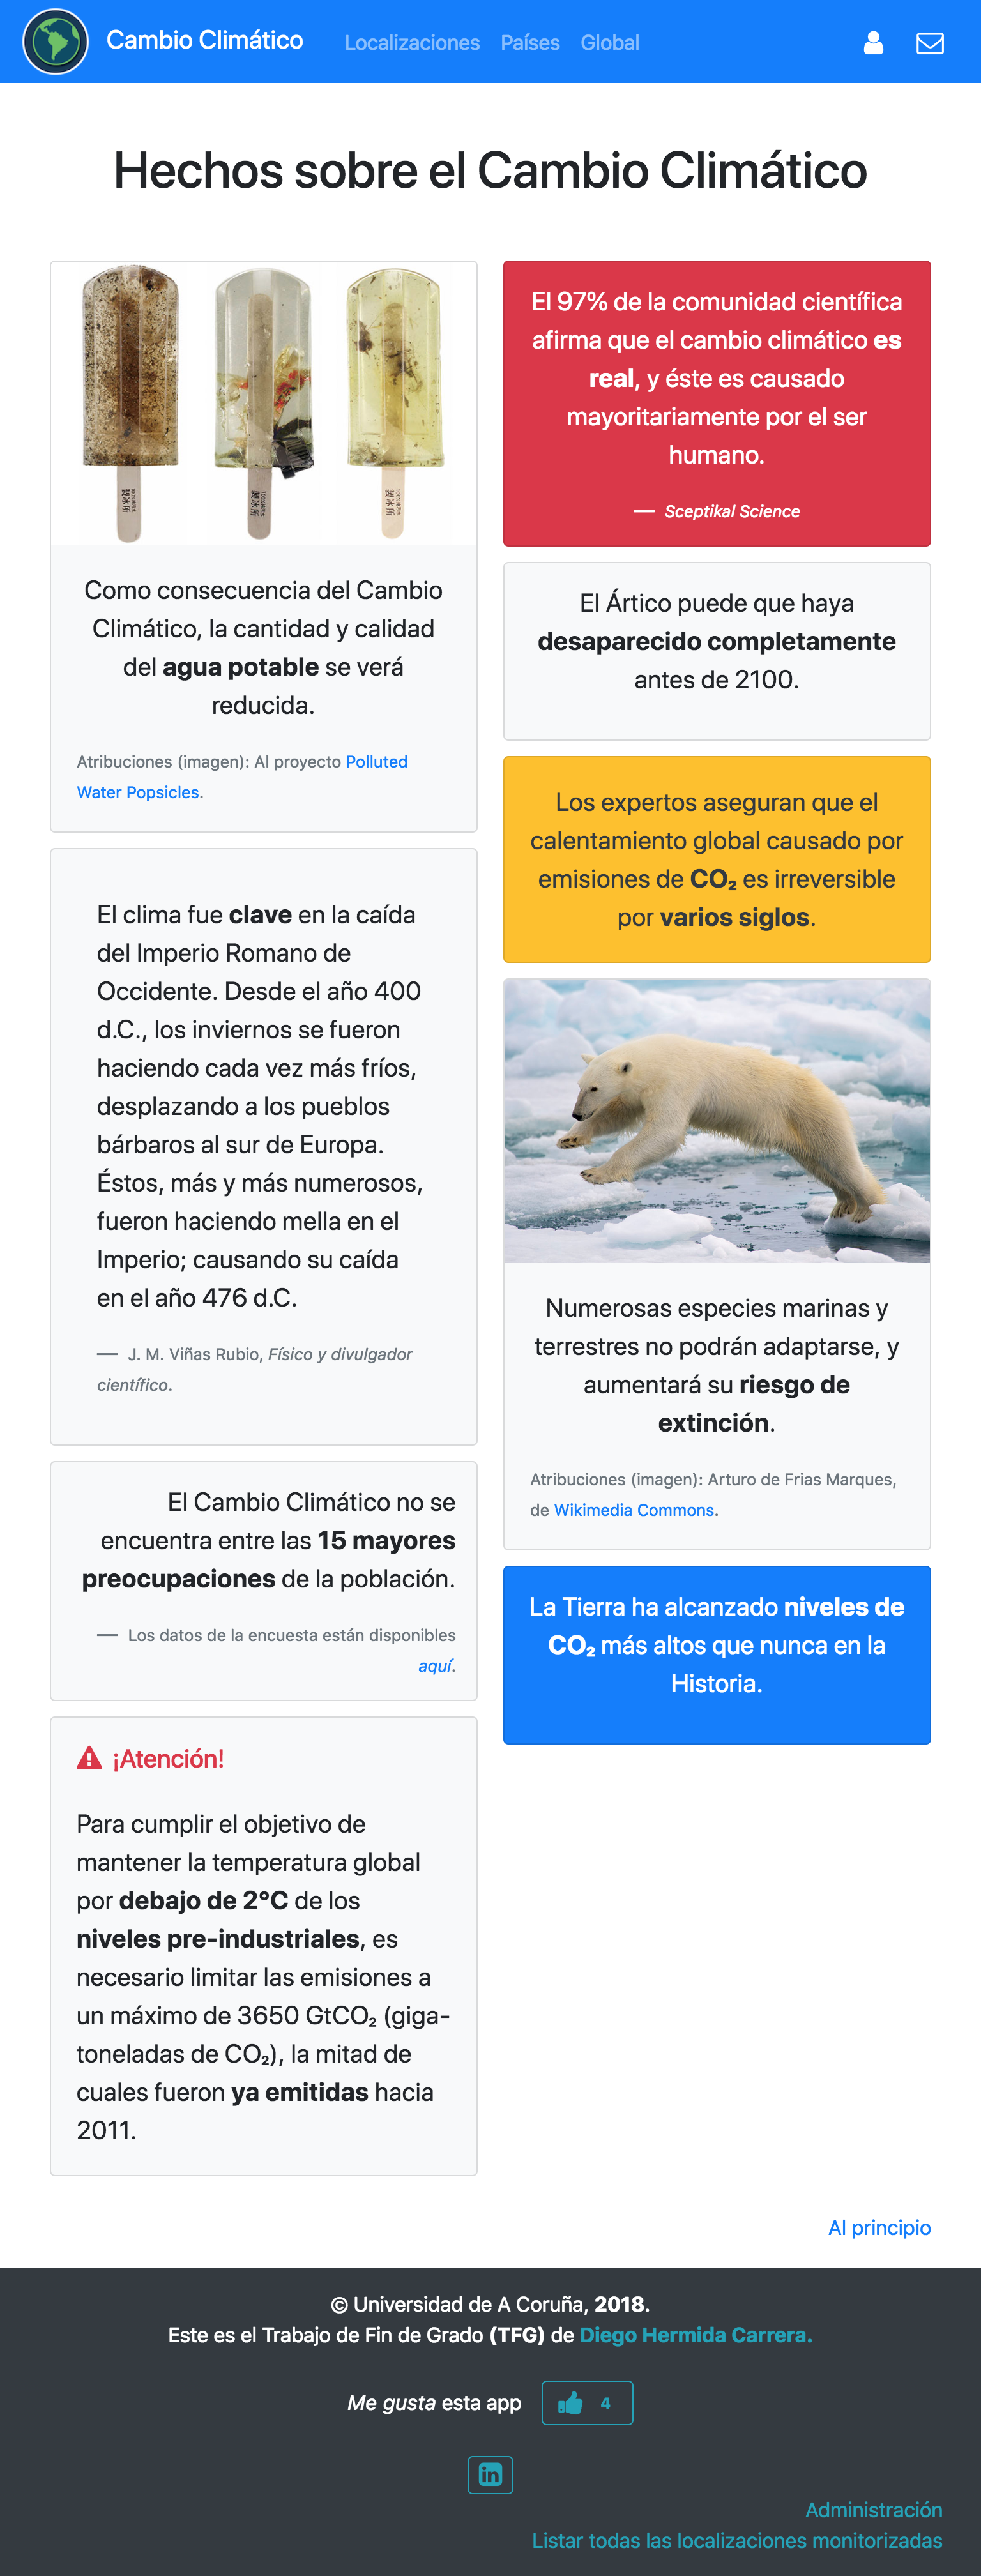 Cambio Climático Localizaciones Países Global
Hechos sobre el Cambio Climático
Como consecuencia del Cambio
Climático, la cantidad y calidad
del agua potable se verá
reducida.
Atribuciones (imagen): Al proyecto Polluted
Water Popsicles.
El clima fue clave en la caída
del Imperio Romano de
Occidente. Desde el año 400
d.C., los inviernos se fueron
haciendo cada vez más fríos,
desplazando a los pueblos
bárbaros al sur de Europa.
Éstos, más y más numerosos,
fueron haciendo mella en el
Imperio; causando su caída
en el año 476 d.C.
— J. M. Viñas Rubio, Físico y divulgador
científico.
El Cambio Climático no se
encuentra entre las 15 mayores
preocupaciones de la población.
— Los datos de la encuesta están disponibles
aquí.
¡Atención!
Para cumplir el objetivo de
mantener la temperatura global
por debajo de 2°C de los
niveles pre-industriales, es
necesario limitar las emisiones a
un máximo de 3650 GtCO₂ (giga-
toneladas de CO₂), la mitad de
cuales fueron ya emitidas hacia
2011.
El 97% de la comunidad científica
afirma que el cambio climático es
real, y éste es causado
mayoritariamente por el ser
humano.
— Sceptikal Science
El Ártico puede que haya
desaparecido completamente
antes de 2100.
Los expertos aseguran que el
calentamiento global causado por
emisiones de CO₂ es irreversible
por varios siglos.
Numerosas especies marinas y
terrestres no podrán adaptarse, y
aumentará su riesgo de
extinción.
Atribuciones (imagen): Arturo de Frias Marques,
de Wikimedia Commons.
La Tierra ha alcanzado niveles de
CO₂ más altos que nunca en la
Historia.
Al principio
© Universidad de A Coruña, 2018.
Este es el Trabajo de Fin de Grado (TFG) de Diego Hermida Carrera.
Me gusta esta app 4
Administración
Listar todas las localizaciones monitorizadas